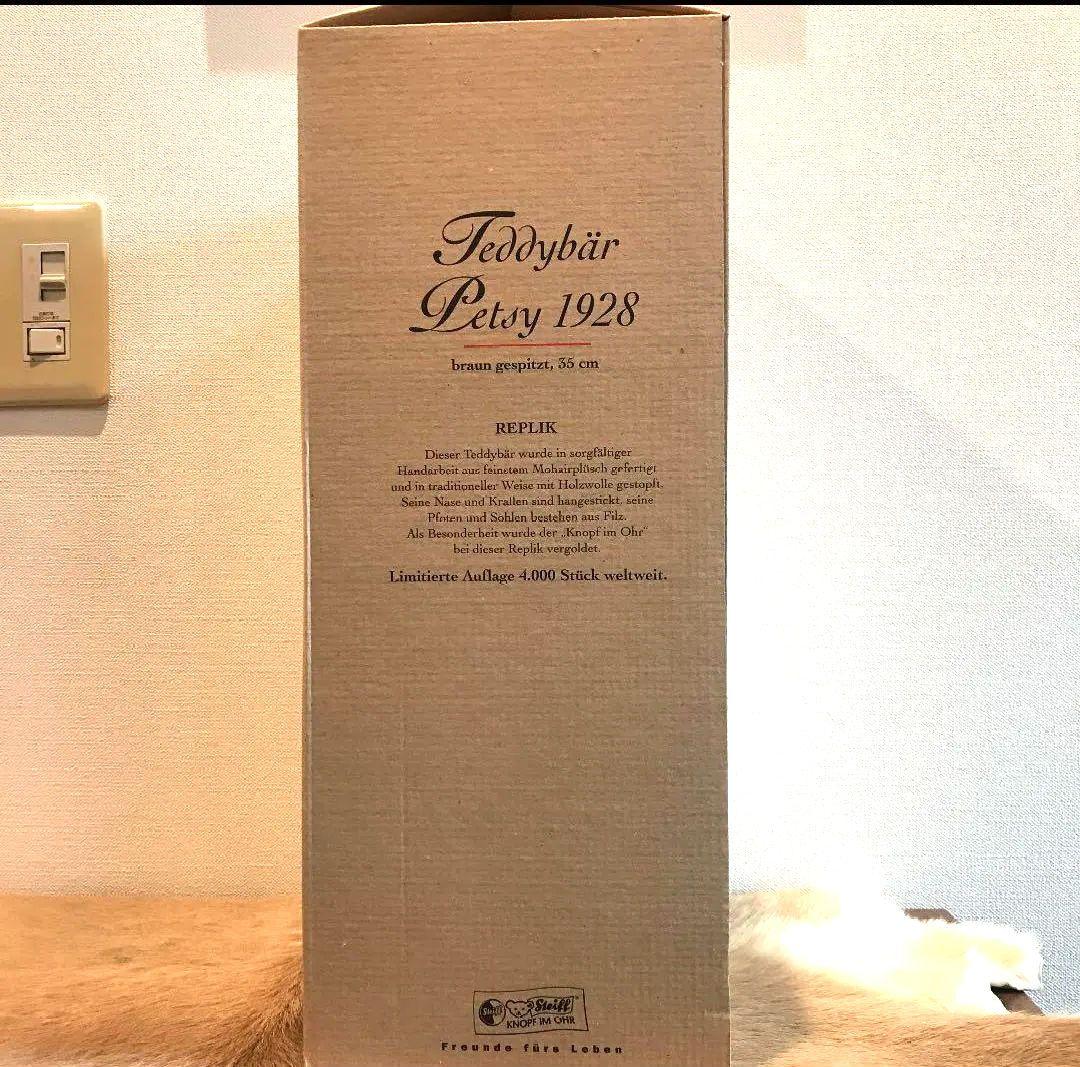 Teddybär
Petsy 1928
braun gespitzt, 35 cm
REPLIK
Dieser Teddybär wurde in sorgfältiger
Handarbeit aus feinstem Mohairplüsch gefertigt
und in traditioneller Weise mit Holzwolle gestopft.
Seine Nase und Krallen sind hangestickt, seine
Pfoten und Sohlen bestehen aus Filz.
Als Besonderheit wurde der „Knopf im Ohr“
bei dieser Replik vergoldet.
Limitierte Auflage 4.000 Stück weltweit.
Steiff Steiff
KNOPF IM OHR
Freunde fürs Leben